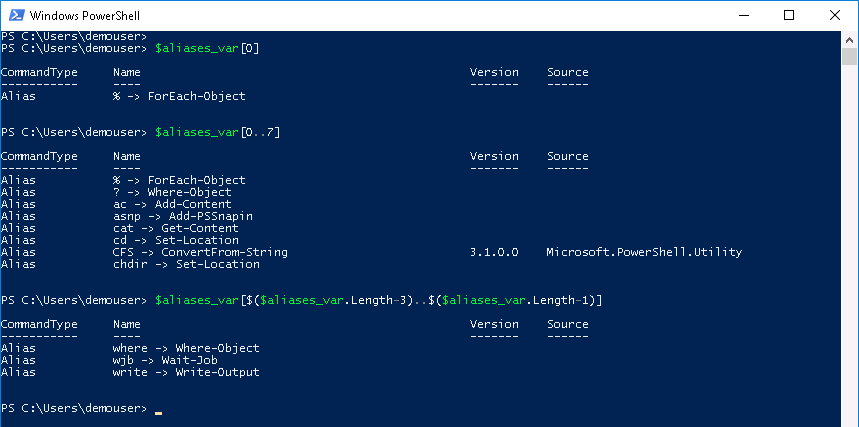 Windows PowerShell
PS C:\Users\demouser>
PS C:\Users\demouser> $aliases_var[0]
CommandType     Name                                               Version    Source
-----------     ----                                               -------    ------
Alias           % -> ForEach-Object
PS C:\Users\demouser> $aliases_var[0..7]
CommandType     Name                                               Version    Source
-----------     ----                                               -------    ------
Alias           % -> ForEach-Object
Alias           ? -> Where-Object
Alias           ac -> Add-Content
Alias           asnp -> Add-PSSnapin
Alias           cat -> Get-Content
Alias           cd -> Set-Location
Alias           CFS -> ConvertFrom-String                          3.1.0.0    Microsoft.PowerShell.Utility
Alias           chdir -> Set-Location
PS C:\Users\demouser> $aliases_var[$($aliases_var.Length-3)..$($aliases_var.Length-1)]
CommandType     Name                                               Version    Source
-----------     ----                                               -------    ------
Alias           where -> Where-Object
Alias           wjb -> Wait-Job
Alias           write -> Write-Output
PS C:\Users\demouser> _